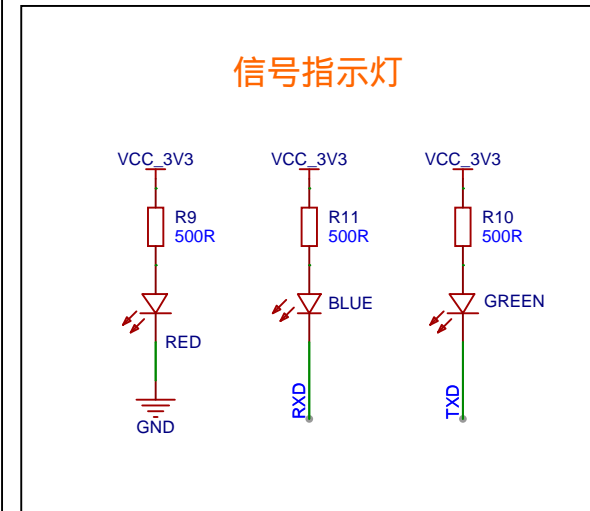 信号指示灯
VCC_3V3
VCC_3V3
VCC_3V3
R9
500R
R11
500R
R10
500R
RED
BLUE
GREEN
RXD
TXD
GND